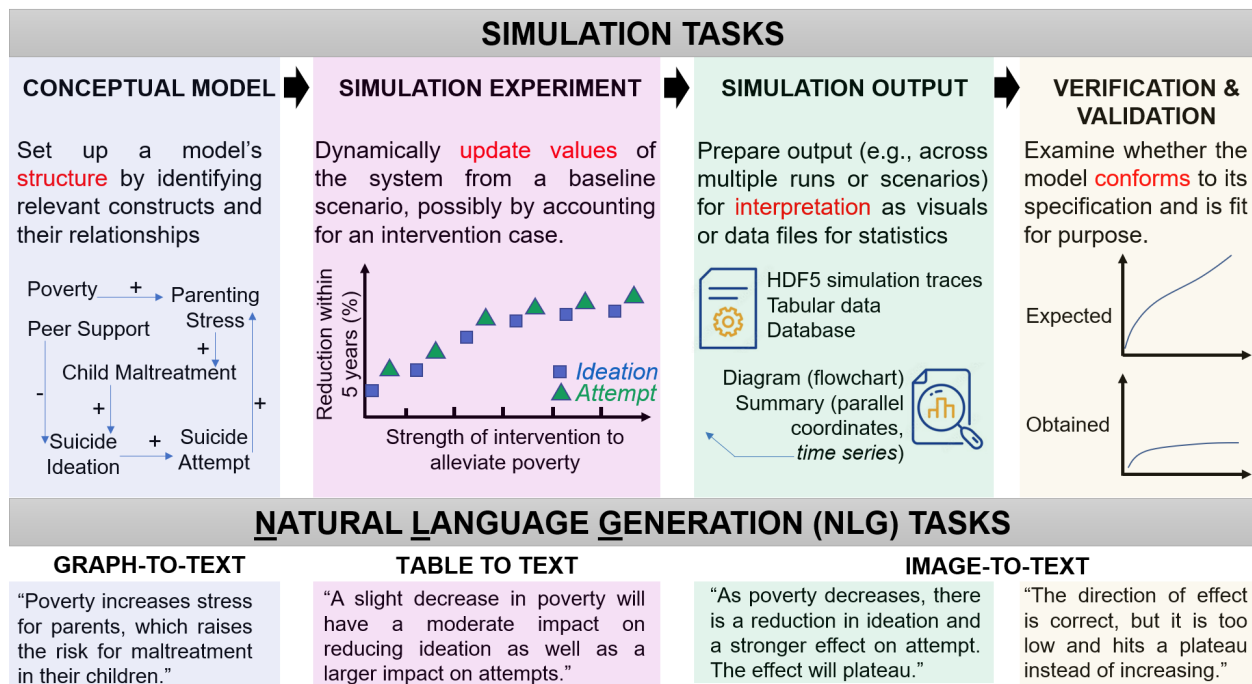 SIMULATION TASKS
CONCEPTUAL MODEL
Set up a model's
structure by identifying
relevant constructs and
their relationships
Poverty
+
Parenting
Stress
Peer Support
+
Child Maltreatment
-
+
+
Suicide
Ideation
+
Suicide
Attempt
SIMULATION EXPERIMENT
Dynamically update values of
the system from a baseline
scenario, possibly by accounting
for an intervention case.
Reduction within
5 years (%)
Ideation
Attempt
Strength of intervention to
alleviate poverty
SIMULATION OUTPUT
Prepare output (e.g., across
multiple runs or scenarios)
for interpretation as visuals
or data files for statistics
HDF5 simulation traces
Tabular data
Database
Diagram (flowchart)
Summary (parallel
coordinates,
time series)
VERIFICATION &
VALIDATION
Examine whether the
model conforms to its
specification and is fit
for purpose.
Expected
Obtained
NATURAL LANGUAGE GENERATION (NLG) TASKS
GRAPH-TO-TEXT
“Poverty increases stress
for parents, which raises
the risk for maltreatment
in their children.”
TABLE TO TEXT
“A slight decrease in poverty will
have a moderate impact on
reducing ideation as well as a
larger impact on attempts.”
IMAGE-TO-TEXT
“As poverty decreases, there
is a reduction in ideation and
a stronger effect on attempt.
The effect will plateau.”
“The direction of effect
is correct, but it is too
low and hits a plateau
instead of increasing.”